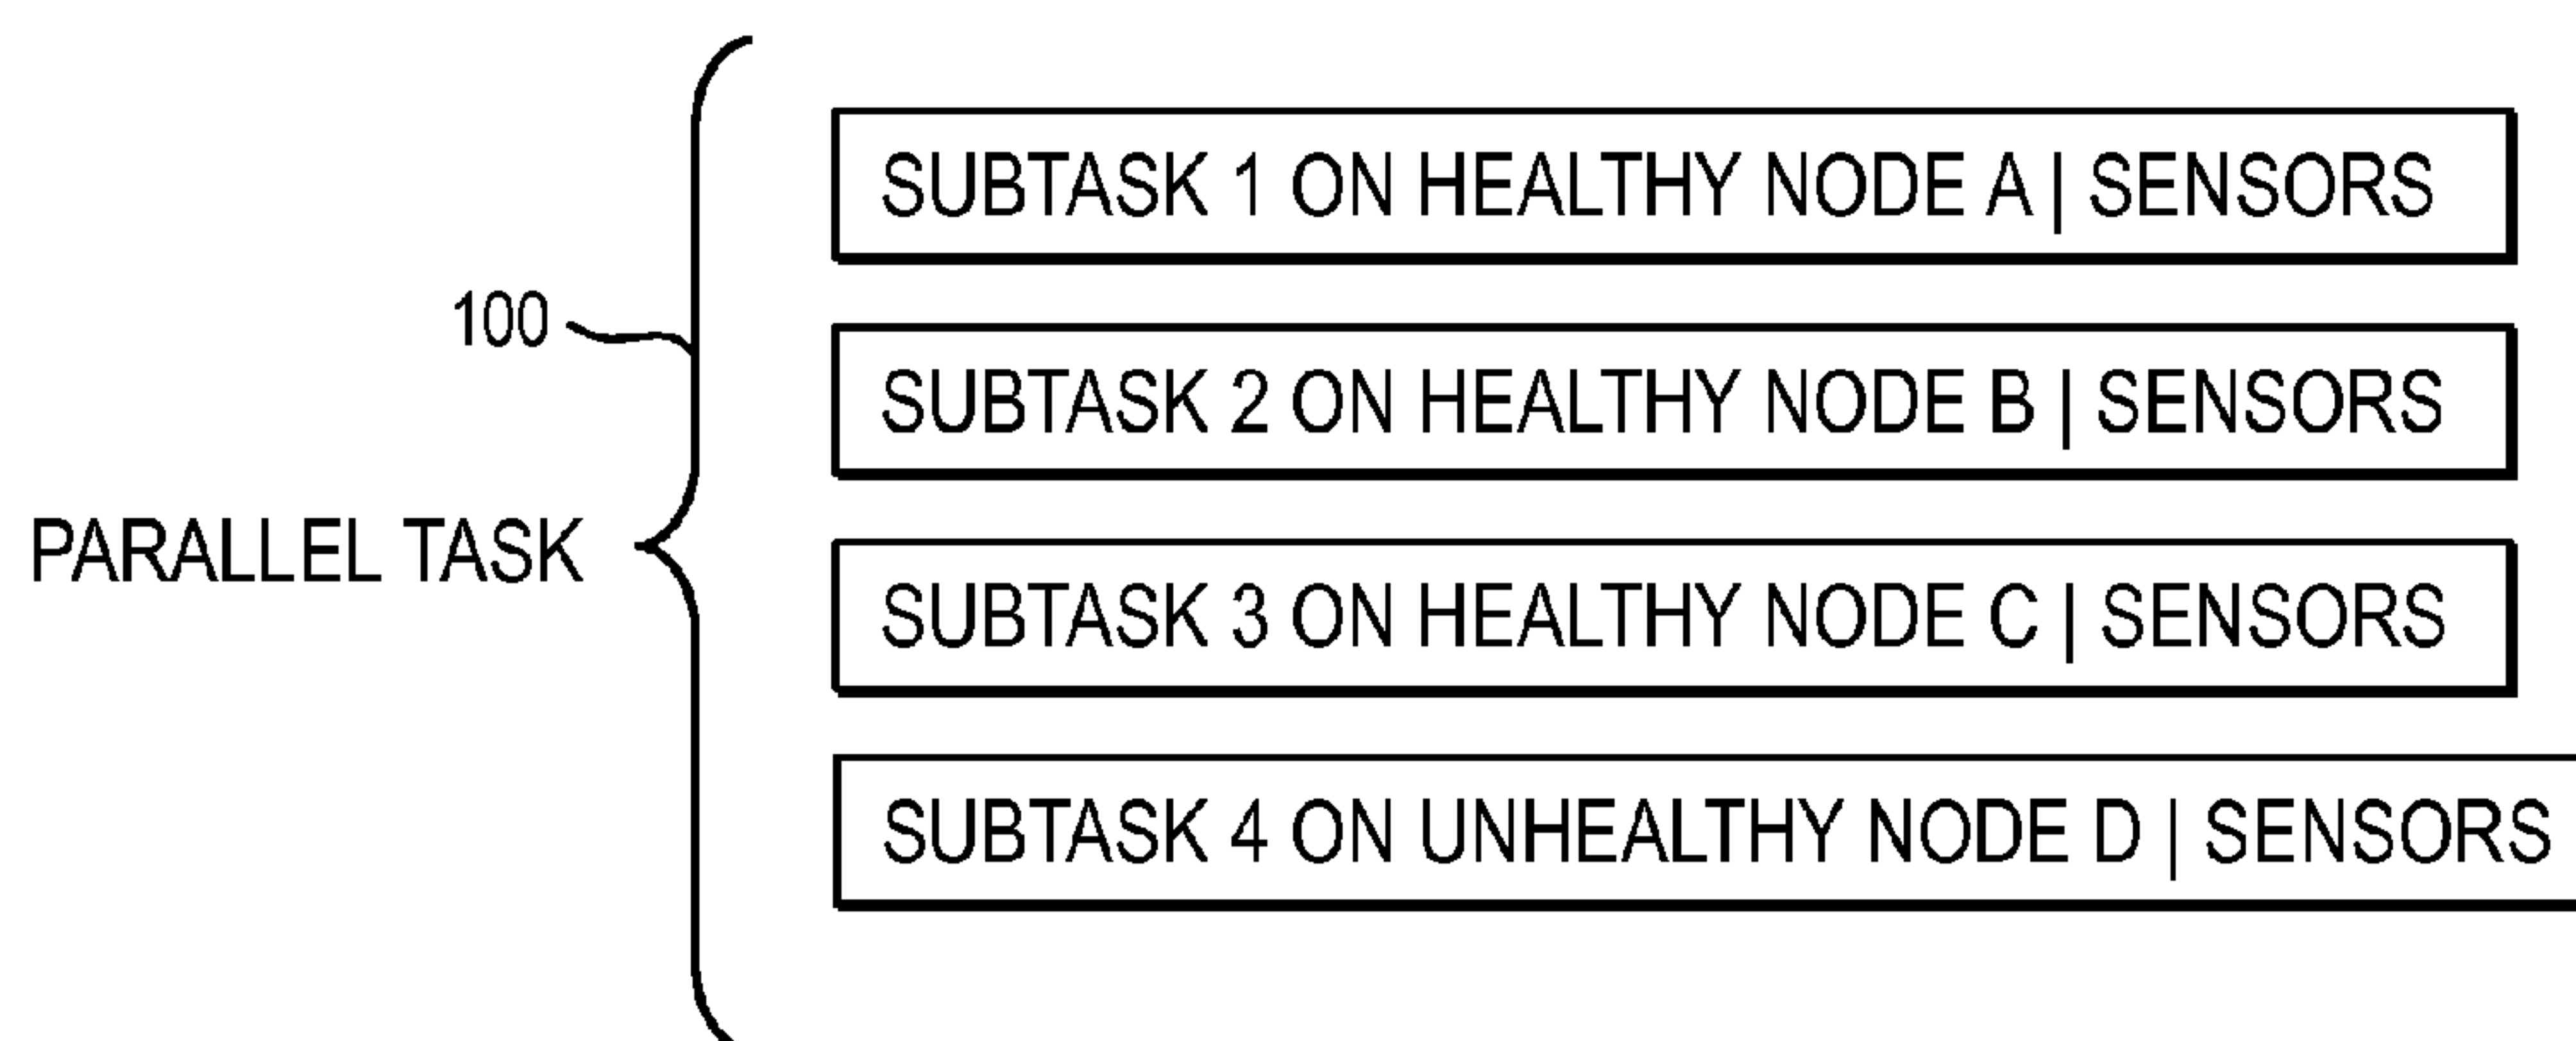 SUBTASK 1 ON HEALTHY NODE A | SENSORS
100
SUBTASK 2 ON HEALTHY NODE B | SENSORS
PARALLEL TASK
SUBTASK 3 ON HEALTHY NODE C | SENSORS
SUBTASK 4 ON UNHEALTHY NODE D | SENSORS